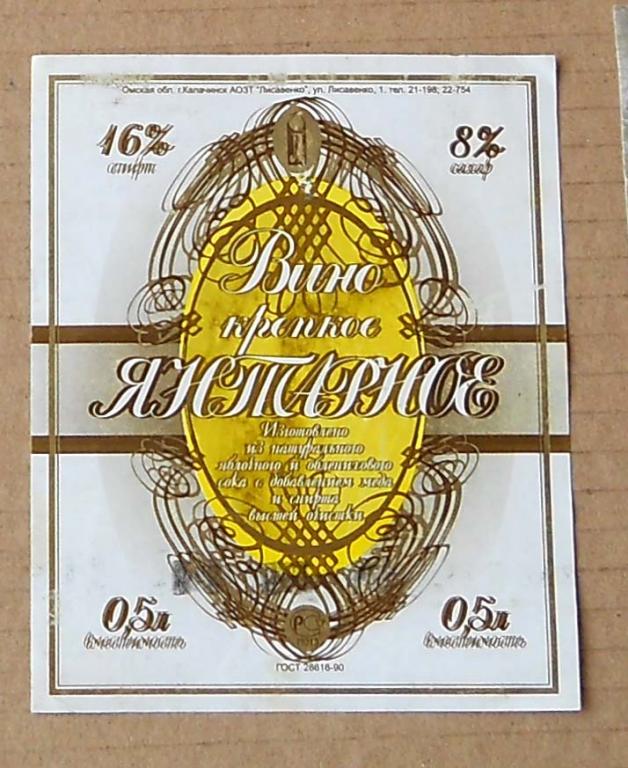 Омская обл. г.Калачинск АОЗТ "Лисавенко", ул. Лисавенко, 1. тел. 21-198; 22-754
16% 8%
спирт сахар
Вино
крепкое
ЯНТАРНОЕ
Изготовлено
из натурального
яблочного и облепихового
сока с добавлением меда
и спирта
высшей очистки
0,5л 0,5л
Вместимость Вместимость
РСТ
ГОСТ 28616-90